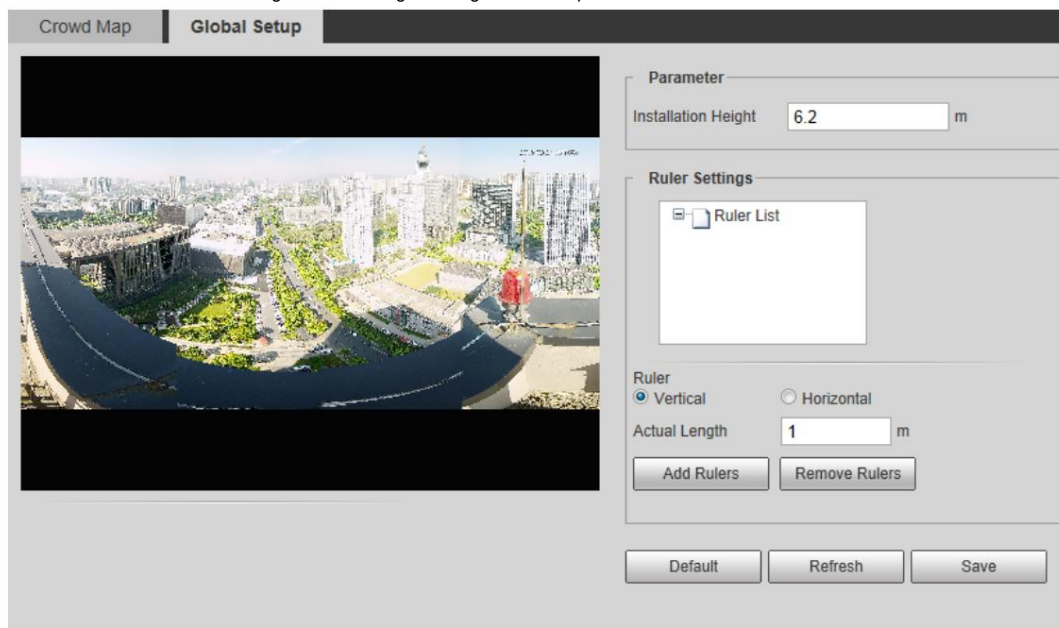 Crowd Map
Global Setup
Parameter
Installation Height 6.2 m
Ruler Settings
Ruler List
Ruler
Vertical Horizontal
Actual Length 1 m
Add Rulers Remove Rulers
Default Refresh Save